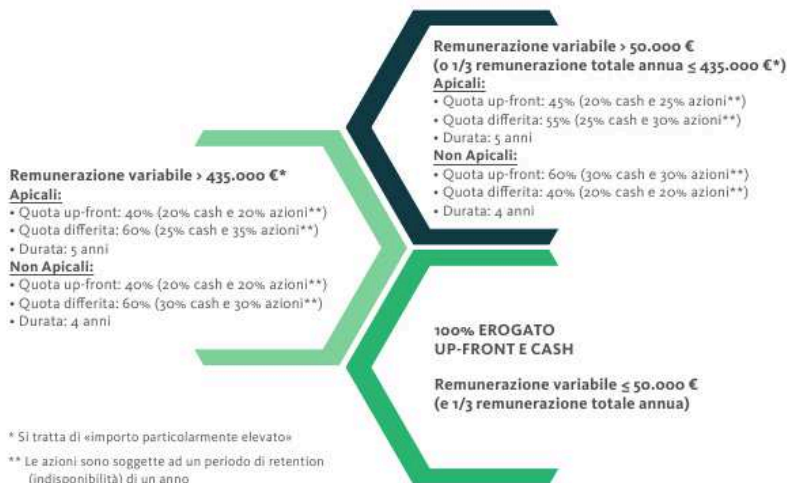 Remunerazione variabile > 50.000 €
(o 1/3 remunerazione totale annua ≤ 435.000 €*)
Apicali:
• Quota up-front: 45% (20% cash e 25% azioni**)
• Quota differita: 55% (25% cash e 30% azioni**)
• Durata: 5 anni
Non Apicali:
• Quota up-front: 60% (30% cash e 30% azioni**)
• Quota differita: 40% (20% cash e 20% azioni**)
• Durata: 4 anni
Remunerazione variabile > 435.000 €*
Apicali:
• Quota up-front: 40% (20% cash e 20% azioni**)
• Quota differita: 60% (25% cash e 35% azioni**)
• Durata: 5 anni
Non Apicali:
• Quota up-front: 40% (20% cash e 20% azioni**)
• Quota differita: 60% (30% cash e 30% azioni**)
• Durata: 4 anni
100% EROGATO
UP-FRONT E CASH
Remunerazione variabile ≤ 50.000 €
(e 1/3 remunerazione totale annua)
* Si tratta di «importo particolarmente elevato»
** Le azioni sono soggette ad un periodo di retention
(indisponibilità) di un anno